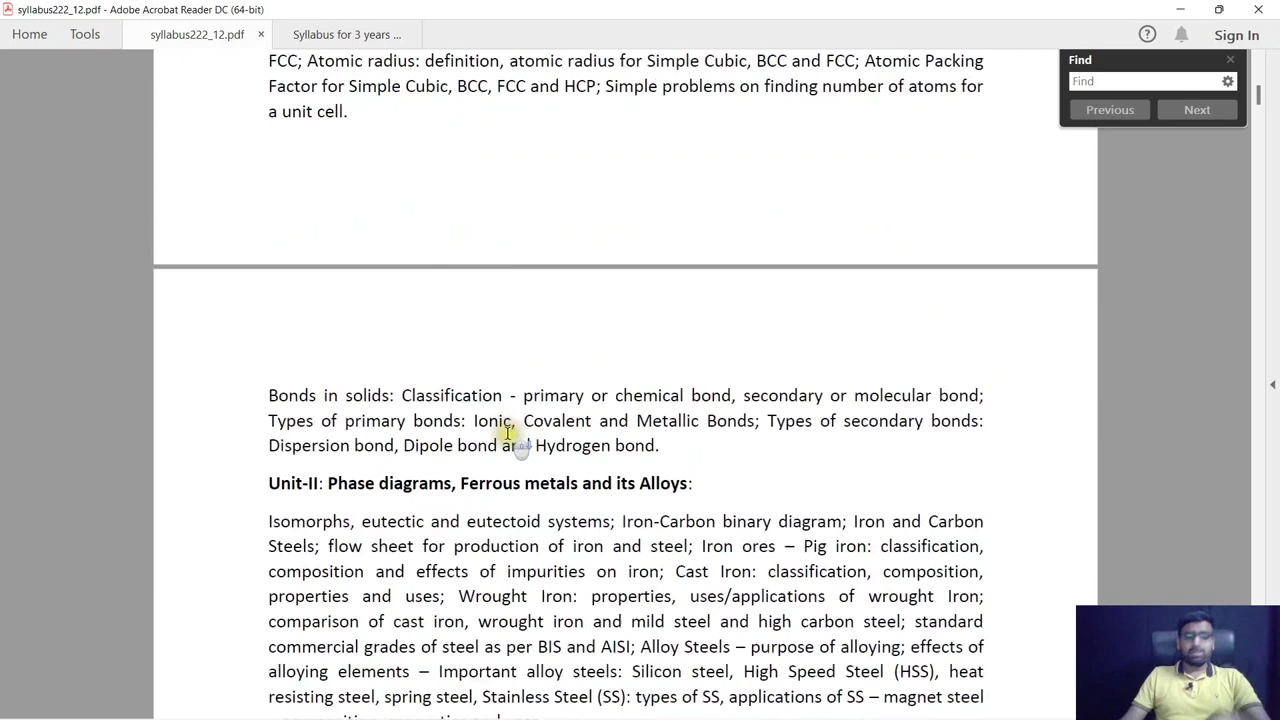 syllabus222_12.pdf - Adobe Acrobat Reader DC (64-bit)
Home Tools syllabus222_12.pdf × Syllabus for 3 years ... Sign In
Find
Find
Previous Next
FCC; Atomic radius: definition, atomic radius for Simple Cubic, BCC and FCC; Atomic Packing
Factor for Simple Cubic, BCC, FCC and HCP; Simple problems on finding number of atoms for
a unit cell.
Bonds in solids: Classification - primary or chemical bond, secondary or molecular bond;
Types of primary bonds: Ionic, Covalent and Metallic Bonds; Types of secondary bonds:
Dispersion bond, Dipole bond and Hydrogen bond.
Unit-II: Phase diagrams, Ferrous metals and its Alloys:
Isomorphs, eutectic and eutectoid systems; Iron-Carbon binary diagram; Iron and Carbon
Steels; flow sheet for production of iron and steel; Iron ores – Pig iron: classification,
composition and effects of impurities on iron; Cast Iron: classification, composition,
properties and uses; Wrought Iron: properties, uses/applications of wrought Iron;
comparison of cast iron, wrought iron and mild steel and high carbon steel; standard
commercial grades of steel as per BIS and AISI; Alloy Steels – purpose of alloying; effects of
alloying elements – Important alloy steels: Silicon steel, High Speed Steel (HSS), heat
resisting steel, spring steel, Stainless Steel (SS): types of SS, applications of SS – magnet steel